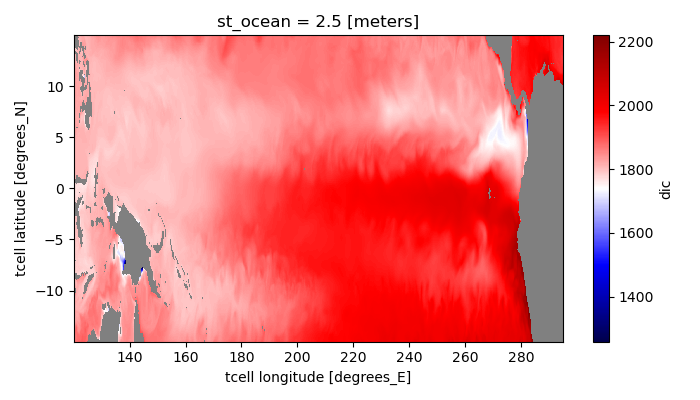 st_ocean = 2.5 [meters]
10
5
0
−5
−10
tcell latitude [degrees_N]
140 160 180 200 220 240 260 280
tcell longitude [degrees_E]
2200
2000
1800
1600
1400
dic